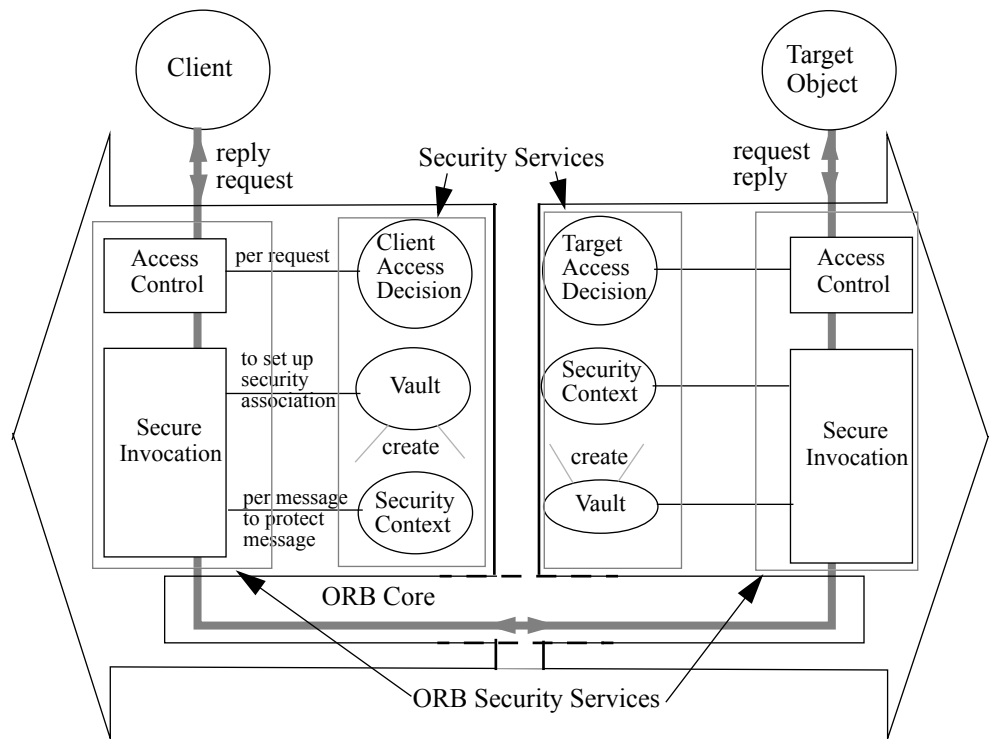 Client
Target
Object
reply
request
Security Services
request
reply
Access
Control
per request
Client
Access
Decision
Target
Access
Decision
Access
Control
to set up
security
association
Vault
Security
Context
Secure
Invocation
create
create
Secure
Invocation
per message
to protect
message
Security
Context
Vault
ORB Core
ORB Security Services